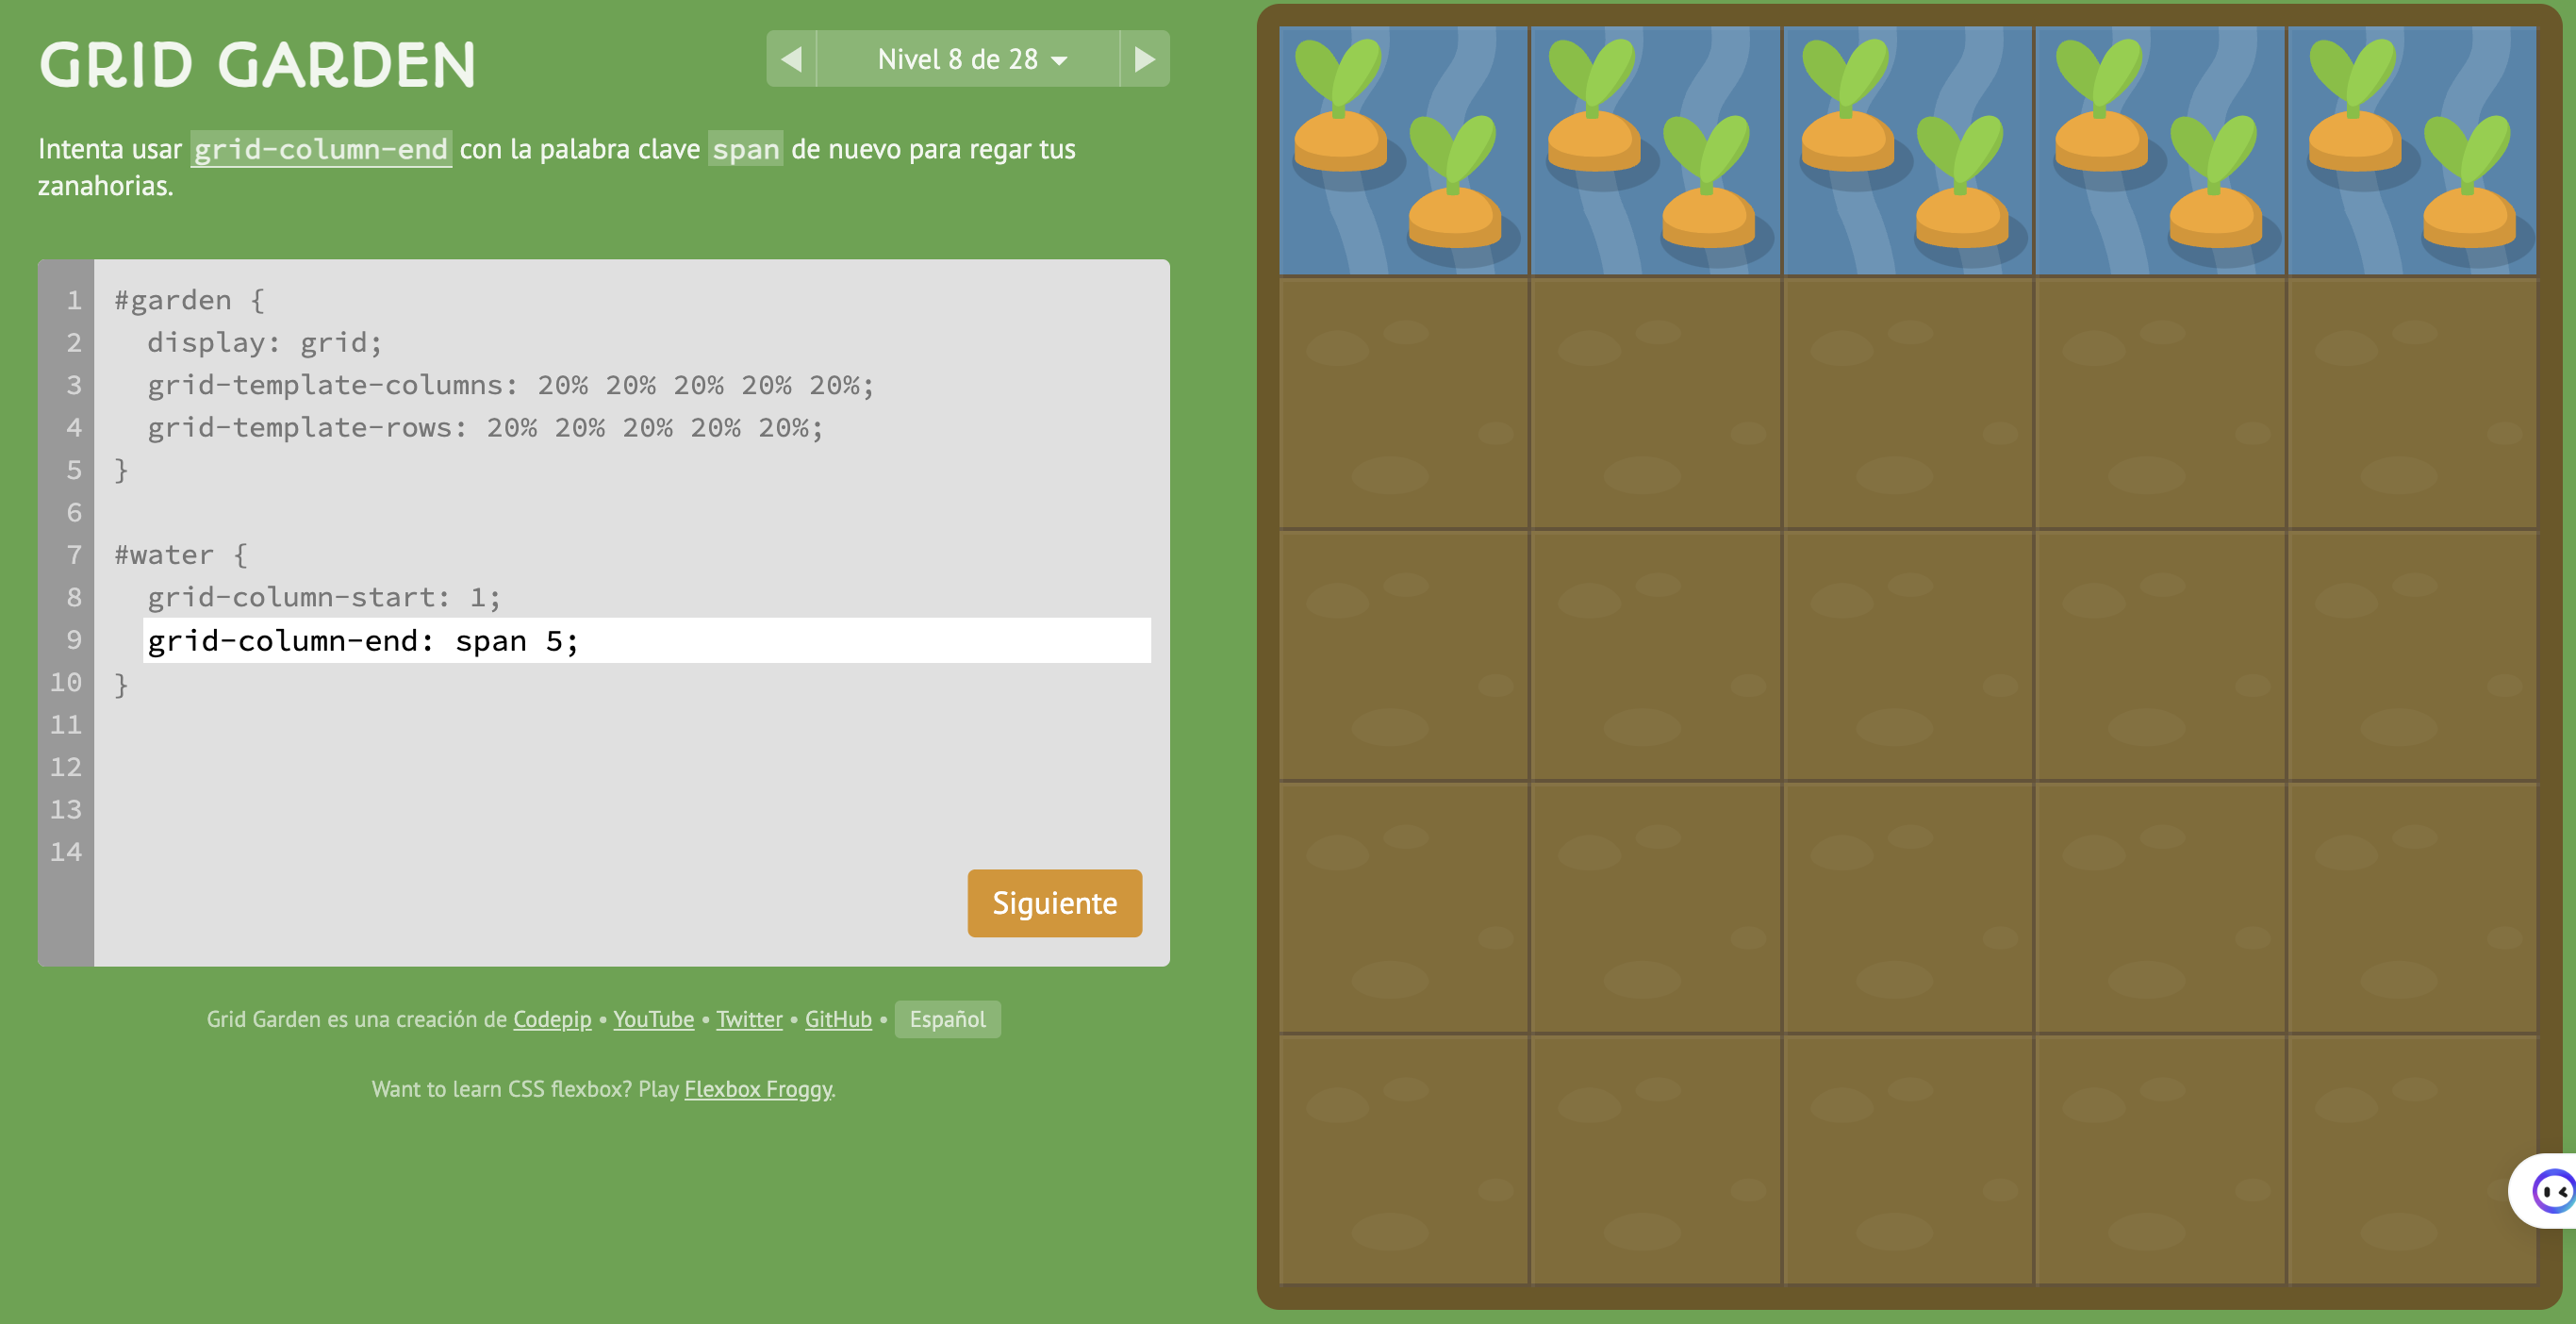 GRID GARDEN
Nivel 8 de 28
Intenta usar grid-column-end con la palabra clave span de nuevo para regar tus
zanahorias.
1 #garden {
2 display: grid;
3 grid-template-columns: 20% 20% 20% 20% 20%;
4 grid-template-rows: 20% 20% 20% 20% 20%;
5 }
6
7 #water {
8 grid-column-start: 1;
9 grid-column-end: span 5;
10 }
11
12
13
14
Siguiente
Grid Garden es una creación de Codepip • YouTube • Twitter • GitHub • Español
Want to learn CSS flexbox? Play Flexbox Froggy.